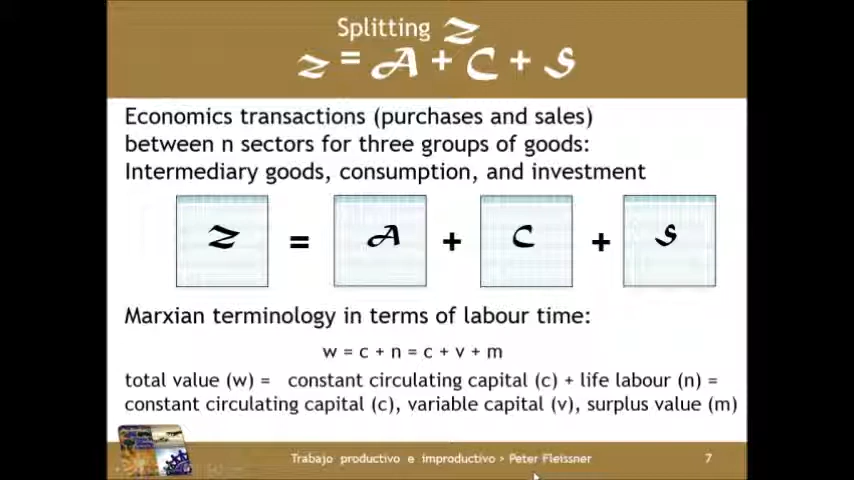 Splitting Z
Z = A + C + S
Economics transactions (purchases and sales)
between n sectors for three groups of goods:
Intermediary goods, consumption, and investment
Z = A + C + S
Marxian terminology in terms of labour time:
w = c + n = c + v + m
total value (w) = constant circulating capital (c) + life labour (n) =
constant circulating capital (c), variable capital (v), surplus value (m)
Trabajo productivo e improductivo > Peter Fleissner 7